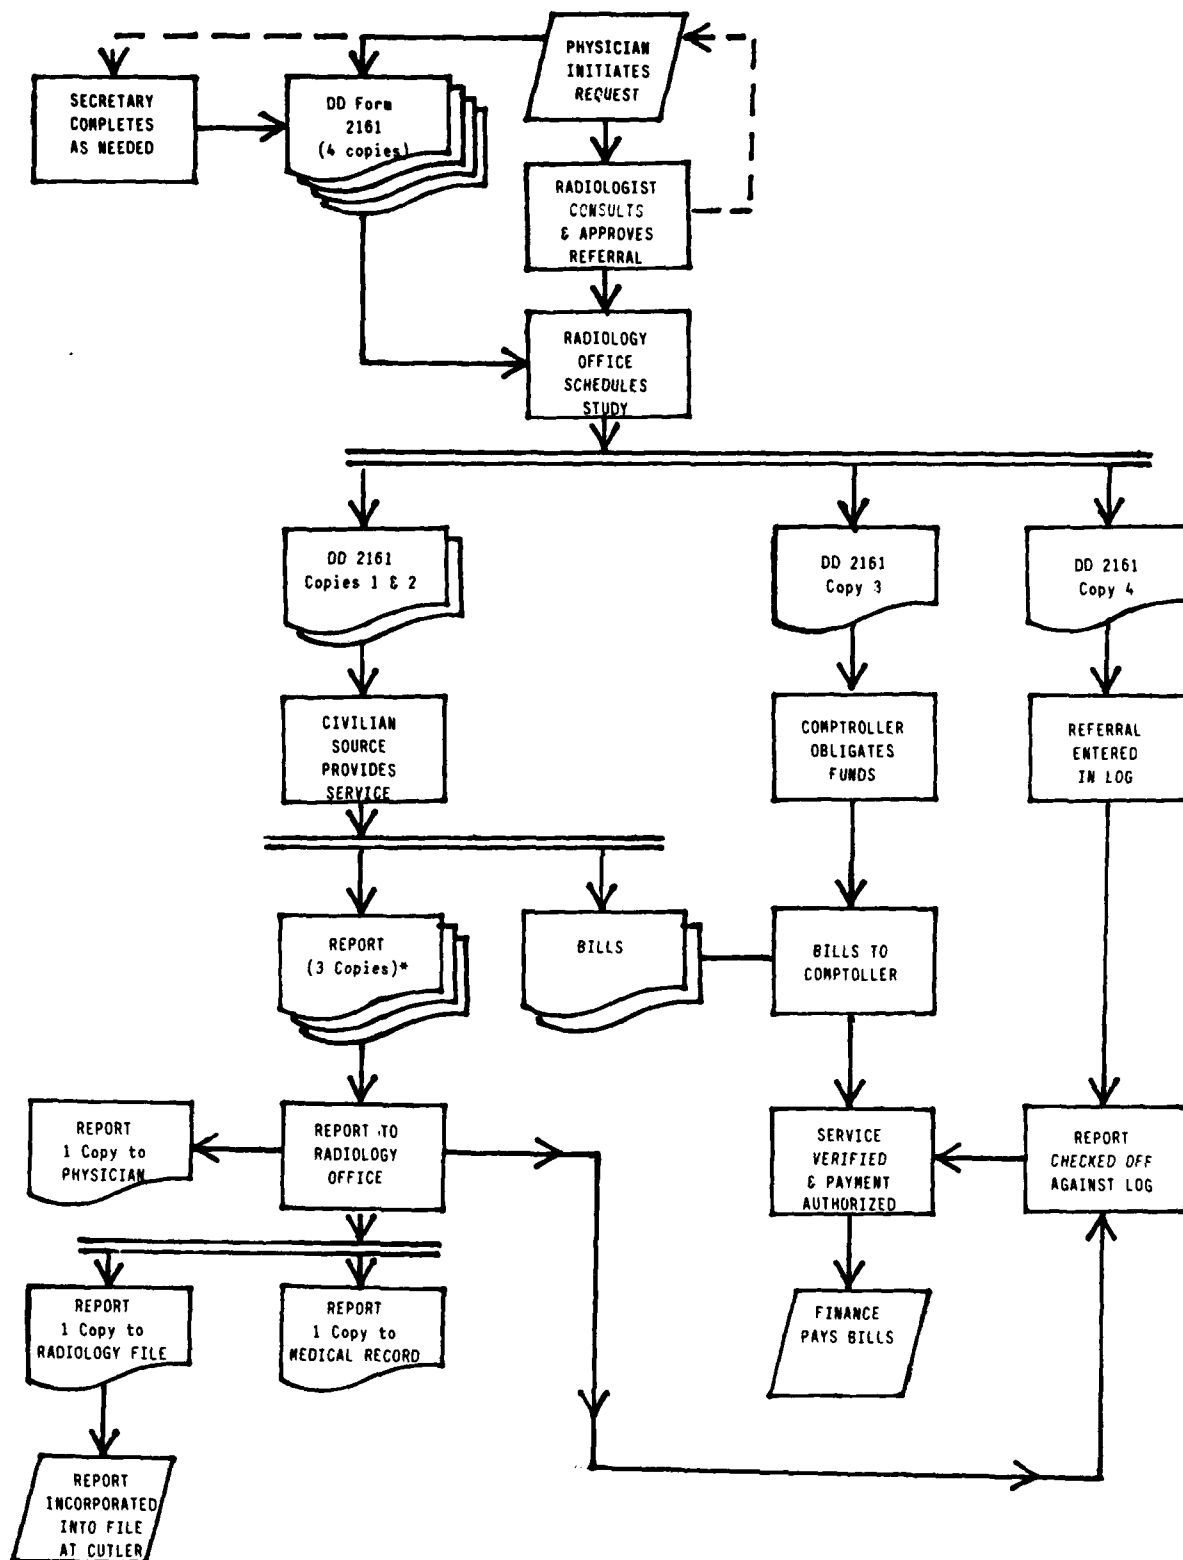 PHYSICIAN
INITIATES
REQUEST
SECRETARY
COMPLETES
AS NEEDED
DD Form
2161
(4 copies)
RADIOLOGIST
CONSULTS
& APPROVES
REFERRAL
RADIOLOGY
OFFICE
SCHEDULES
STUDY
DD 2161
Copies 1 & 2
DD 2161
Copy 3
DD 2161
Copy 4
CIVILIAN
SOURCE
PROVIDES
SERVICE
COMPTROLLER
OBLIGATES
FUNDS
REFERRAL
ENTERED
IN LOG
REPORT
(3 Copies)*
BILLS
BILLS TO
COMPTOLLER
REPORT
1 Copy to
PHYSICIAN
REPORT TO
RADIOLOGY
OFFICE
SERVICE
VERIFIED
& PAYMENT
AUTHORIZED
REPORT
CHECKED OFF
AGAINST LOG
REPORT
1 Copy to
RADIOLOGY FILE
REPORT
1 Copy to
MEDICAL RECORD
FINANCE
PAYS BILLS
REPORT
INCORPORATED
INTO FILE
AT CUTLER